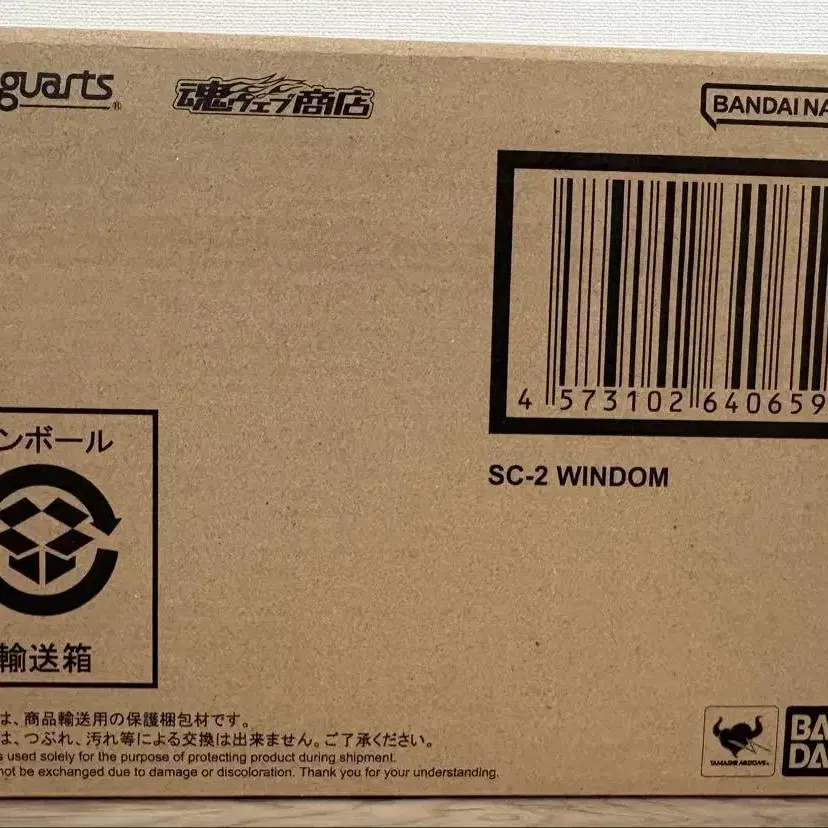 guarts®
魂ウェブ商店
BANDAI NA
4 573102 640659
SC-2 WINDOM
ンボール
輸送箱
は、商品輸送用の保護梱包材です。
は、つぶれ、汚れ等による交換は出来ません。ご了承ください。
s used solely for the purpose of protecting product during shipment.
not be exchanged due to damage or discoloration. Thank you for your understanding.
TAMASHII NATIONS
BA
DA